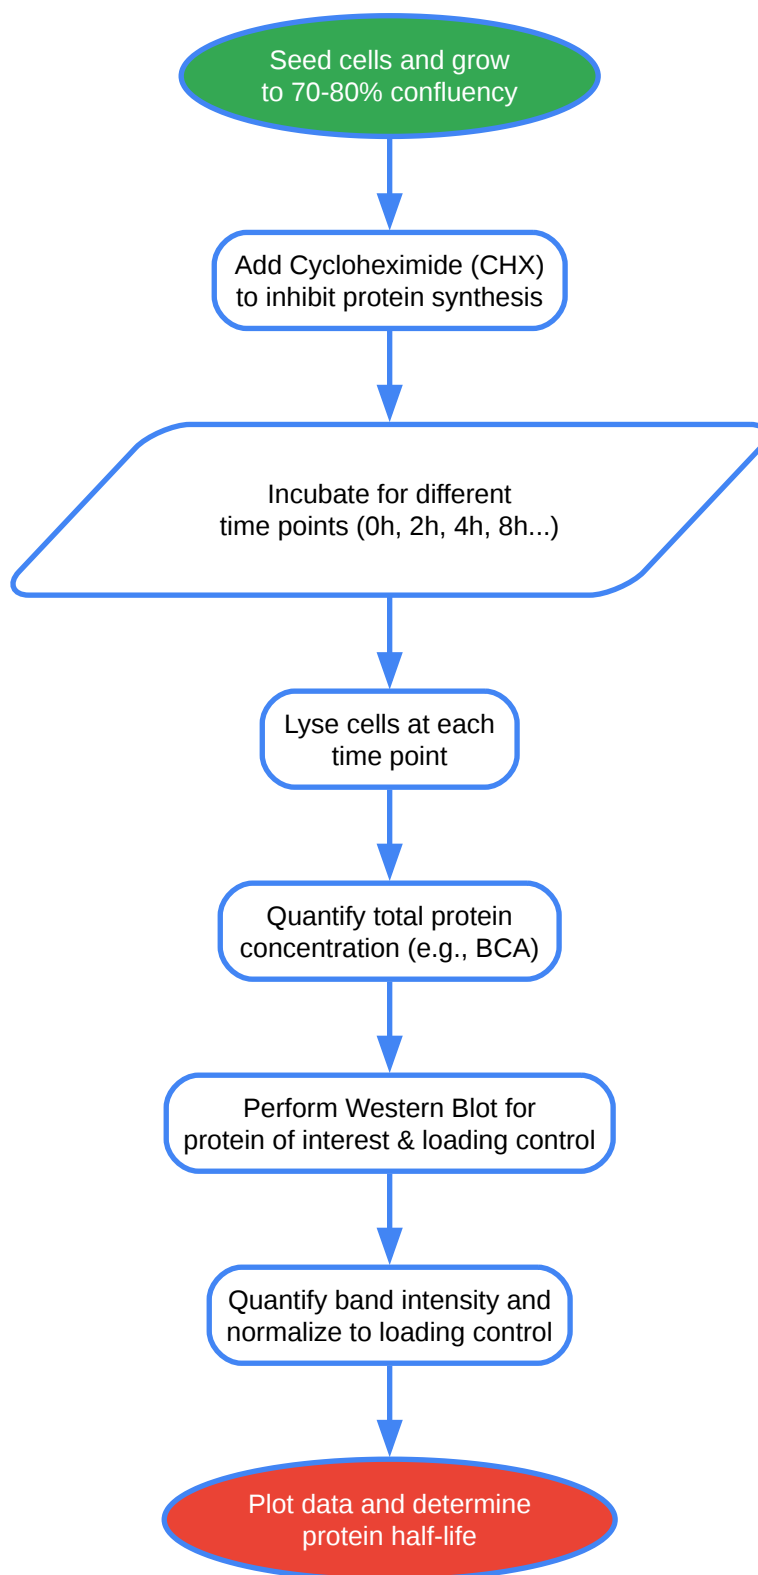 Seed cells and grow
to 70-80% confluency
Add Cycloheximide (CHX)
to inhibit protein synthesis
Incubate for different
time points (0h, 2h, 4h, 8h...)
Lyse cells at each
time point
Quantify total protein
concentration (e.g., BCA)
Perform Western Blot for
protein of interest & loading control
Quantify band intensity and
normalize to loading control
Plot data and determine
protein half-life